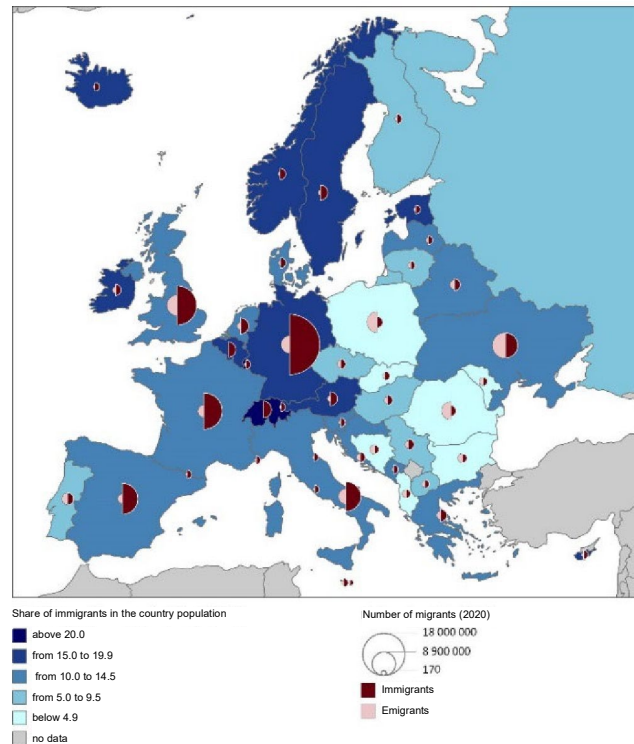 Share of immigrants in the country population
above 20.0
from 15.0 to 19.9
from 10.0 to 14.5
from 5.0 to 9.5
below 4.9
no data
Number of migrants (2020)
18 000 000
8 900 000
170
Immigrants
Emigrants